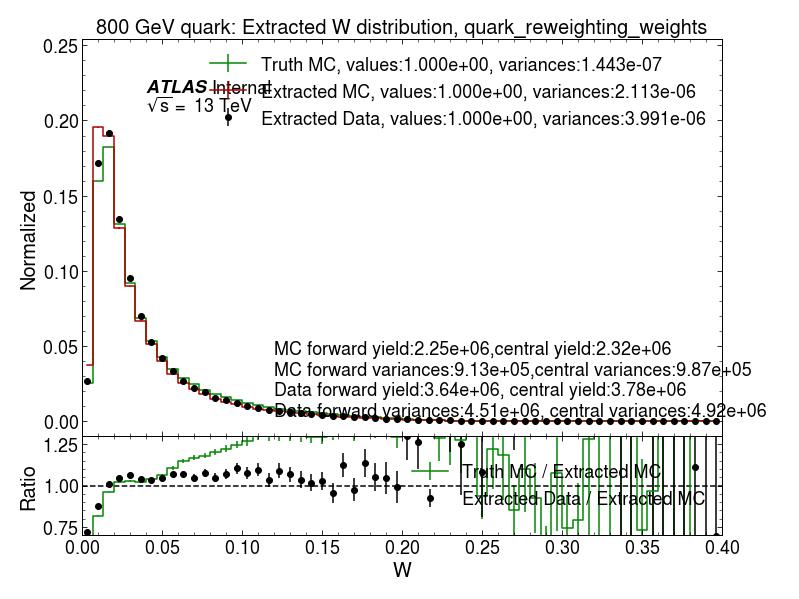 800 GeV quark: Extracted W distribution, quark_reweighting_weights
0.25
Truth MC, values:1.000e+00, variances:1.443e-07
ATLAS Internal
Extracted MC, values:1.000e+00, variances:2.113e-06
√s = 13 TeV
Extracted Data, values:1.000e+00, variances:3.991e-06
0.20
0.15
Normalized
0.10
0.05
MC forward yield:2.25e+06,central yield:2.32e+06
MC forward variances:9.13e+05,central variances:9.87e+05
Data forward yield:3.64e+06, central yield:3.78e+06
Data forward variances:4.51e+06, central variances:4.92e+06
0.00
1.25
Truth MC / Extracted MC
Ratio
1.00
Extracted Data / Extracted MC
0.75
0.00 0.05 0.10 0.15 0.20 0.25 0.30 0.35 0.40
W